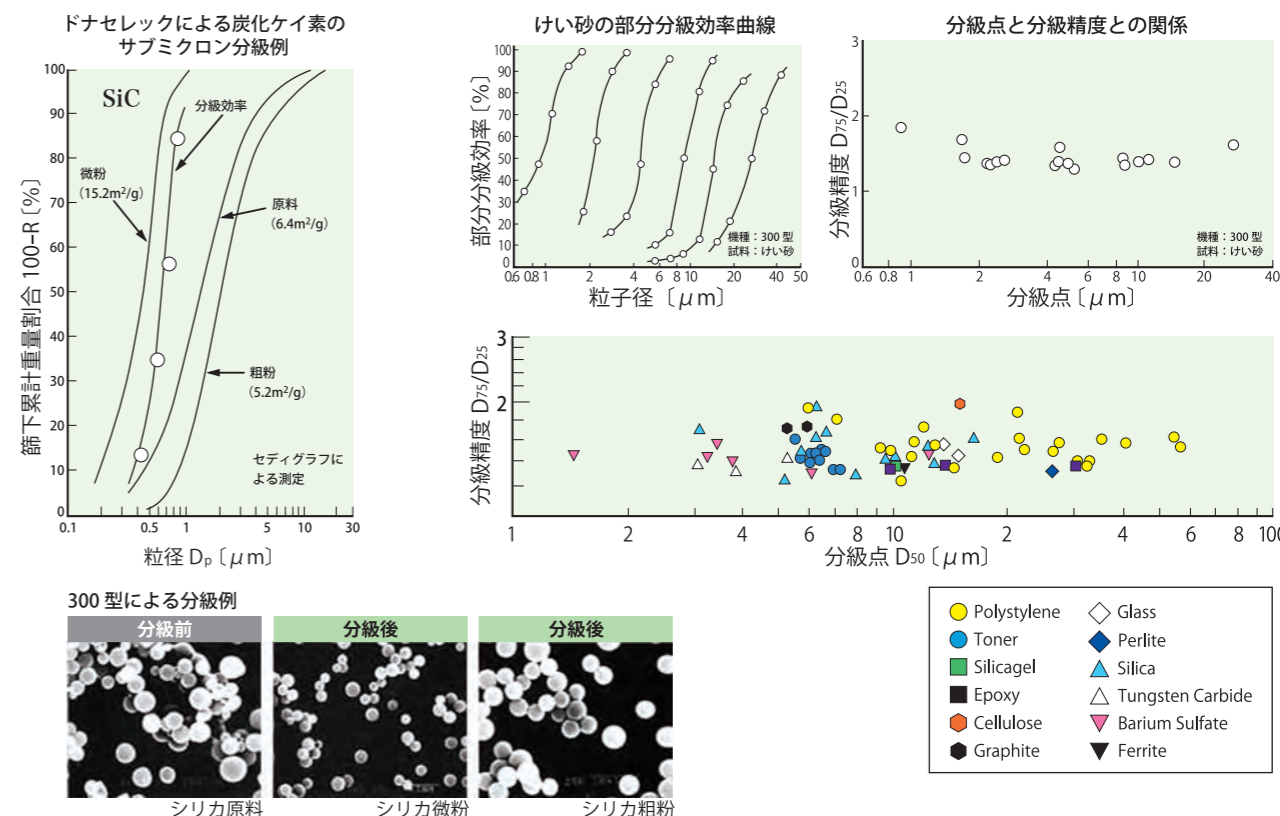 ドナセレックによる炭化ケイ素の
サブミクロン分級例
篩下累計重量割合 100-R〔%〕
100
90
80
70
60
50
40
30
20
10
0
SiC
分級効率
微粉
（15.2m²/g）
原料
（6.4m²/g）
粗粉
（5.2m²/g）
セディグラフに
よる測定
0.1 0.5 1 5 10 30
粒径 Dp〔μm〕
けい砂の部分分級効率曲線
部分分級効率〔%〕
100
90
80
70
60
50
40
30
20
10
0
機種：300 型
試料：けい砂
0.6 0.8 1 2 4 6 8 10 20 40 50
粒子径〔μm〕
分級点と分級精度との関係
分級精度 D75/D25
3
2
1
0
機種：300 型
試料：けい砂
0.6 0.8 1 2 4 6 8 10 20 40
分級点〔μm〕
分級精度 D75/D25
3
2
1 2 4 6 8 10 2 4 6 8 100
分級点 D50〔μm〕
300 型による分級例
分級前 分級後 分級後
シリカ原料 シリカ微粉 シリカ粗粉
Polystylene
Toner
Silicagel
Epoxy
Cellulose
Graphite
Glass
Perlite
Silica
Tungsten Carbide
Barium Sulfate
Ferrite